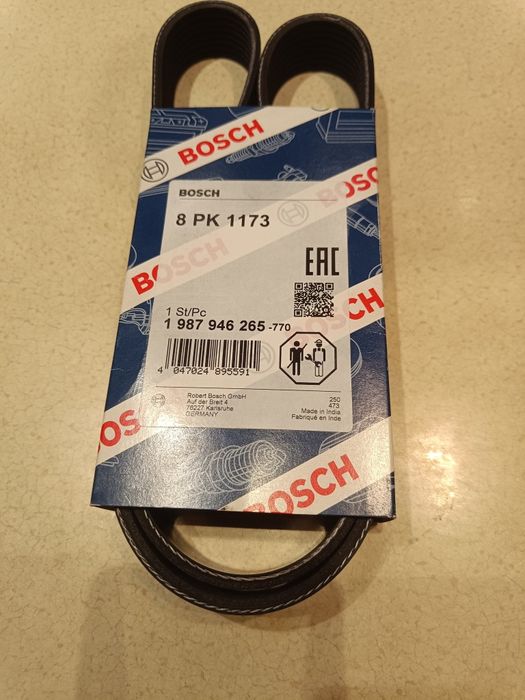 BOSCH
BOSCH
8 PK 1173
BOSCH
EAC
1 St/Pc
1 987 946 265-770
4 047024 895591
Robert Bosch GmbH
Auf der Breit 4
76227 Karlsruhe
GERMANY
250
473
Made in India
Fabriqué en Inde
BOSCH
BOSCH